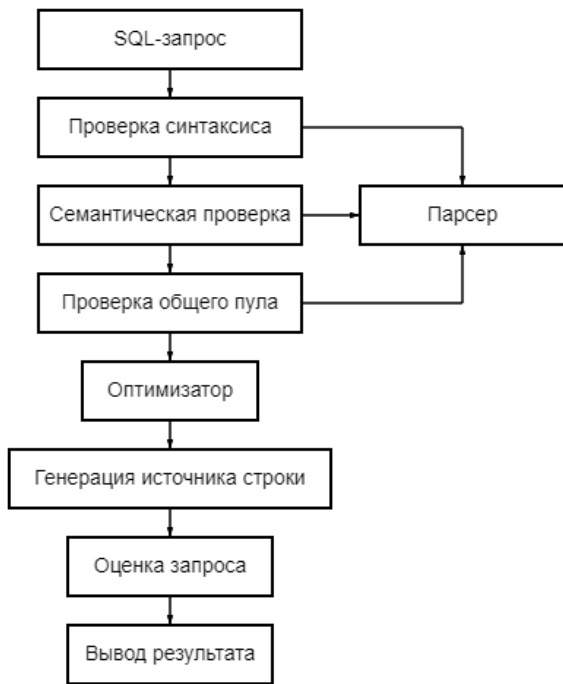 SQL-запрос
Проверка синтаксиса
Семантическая проверка
Парсер
Проверка общего пула
Оптимизатор
Генерация источника строки
Оценка запроса
Вывод результата